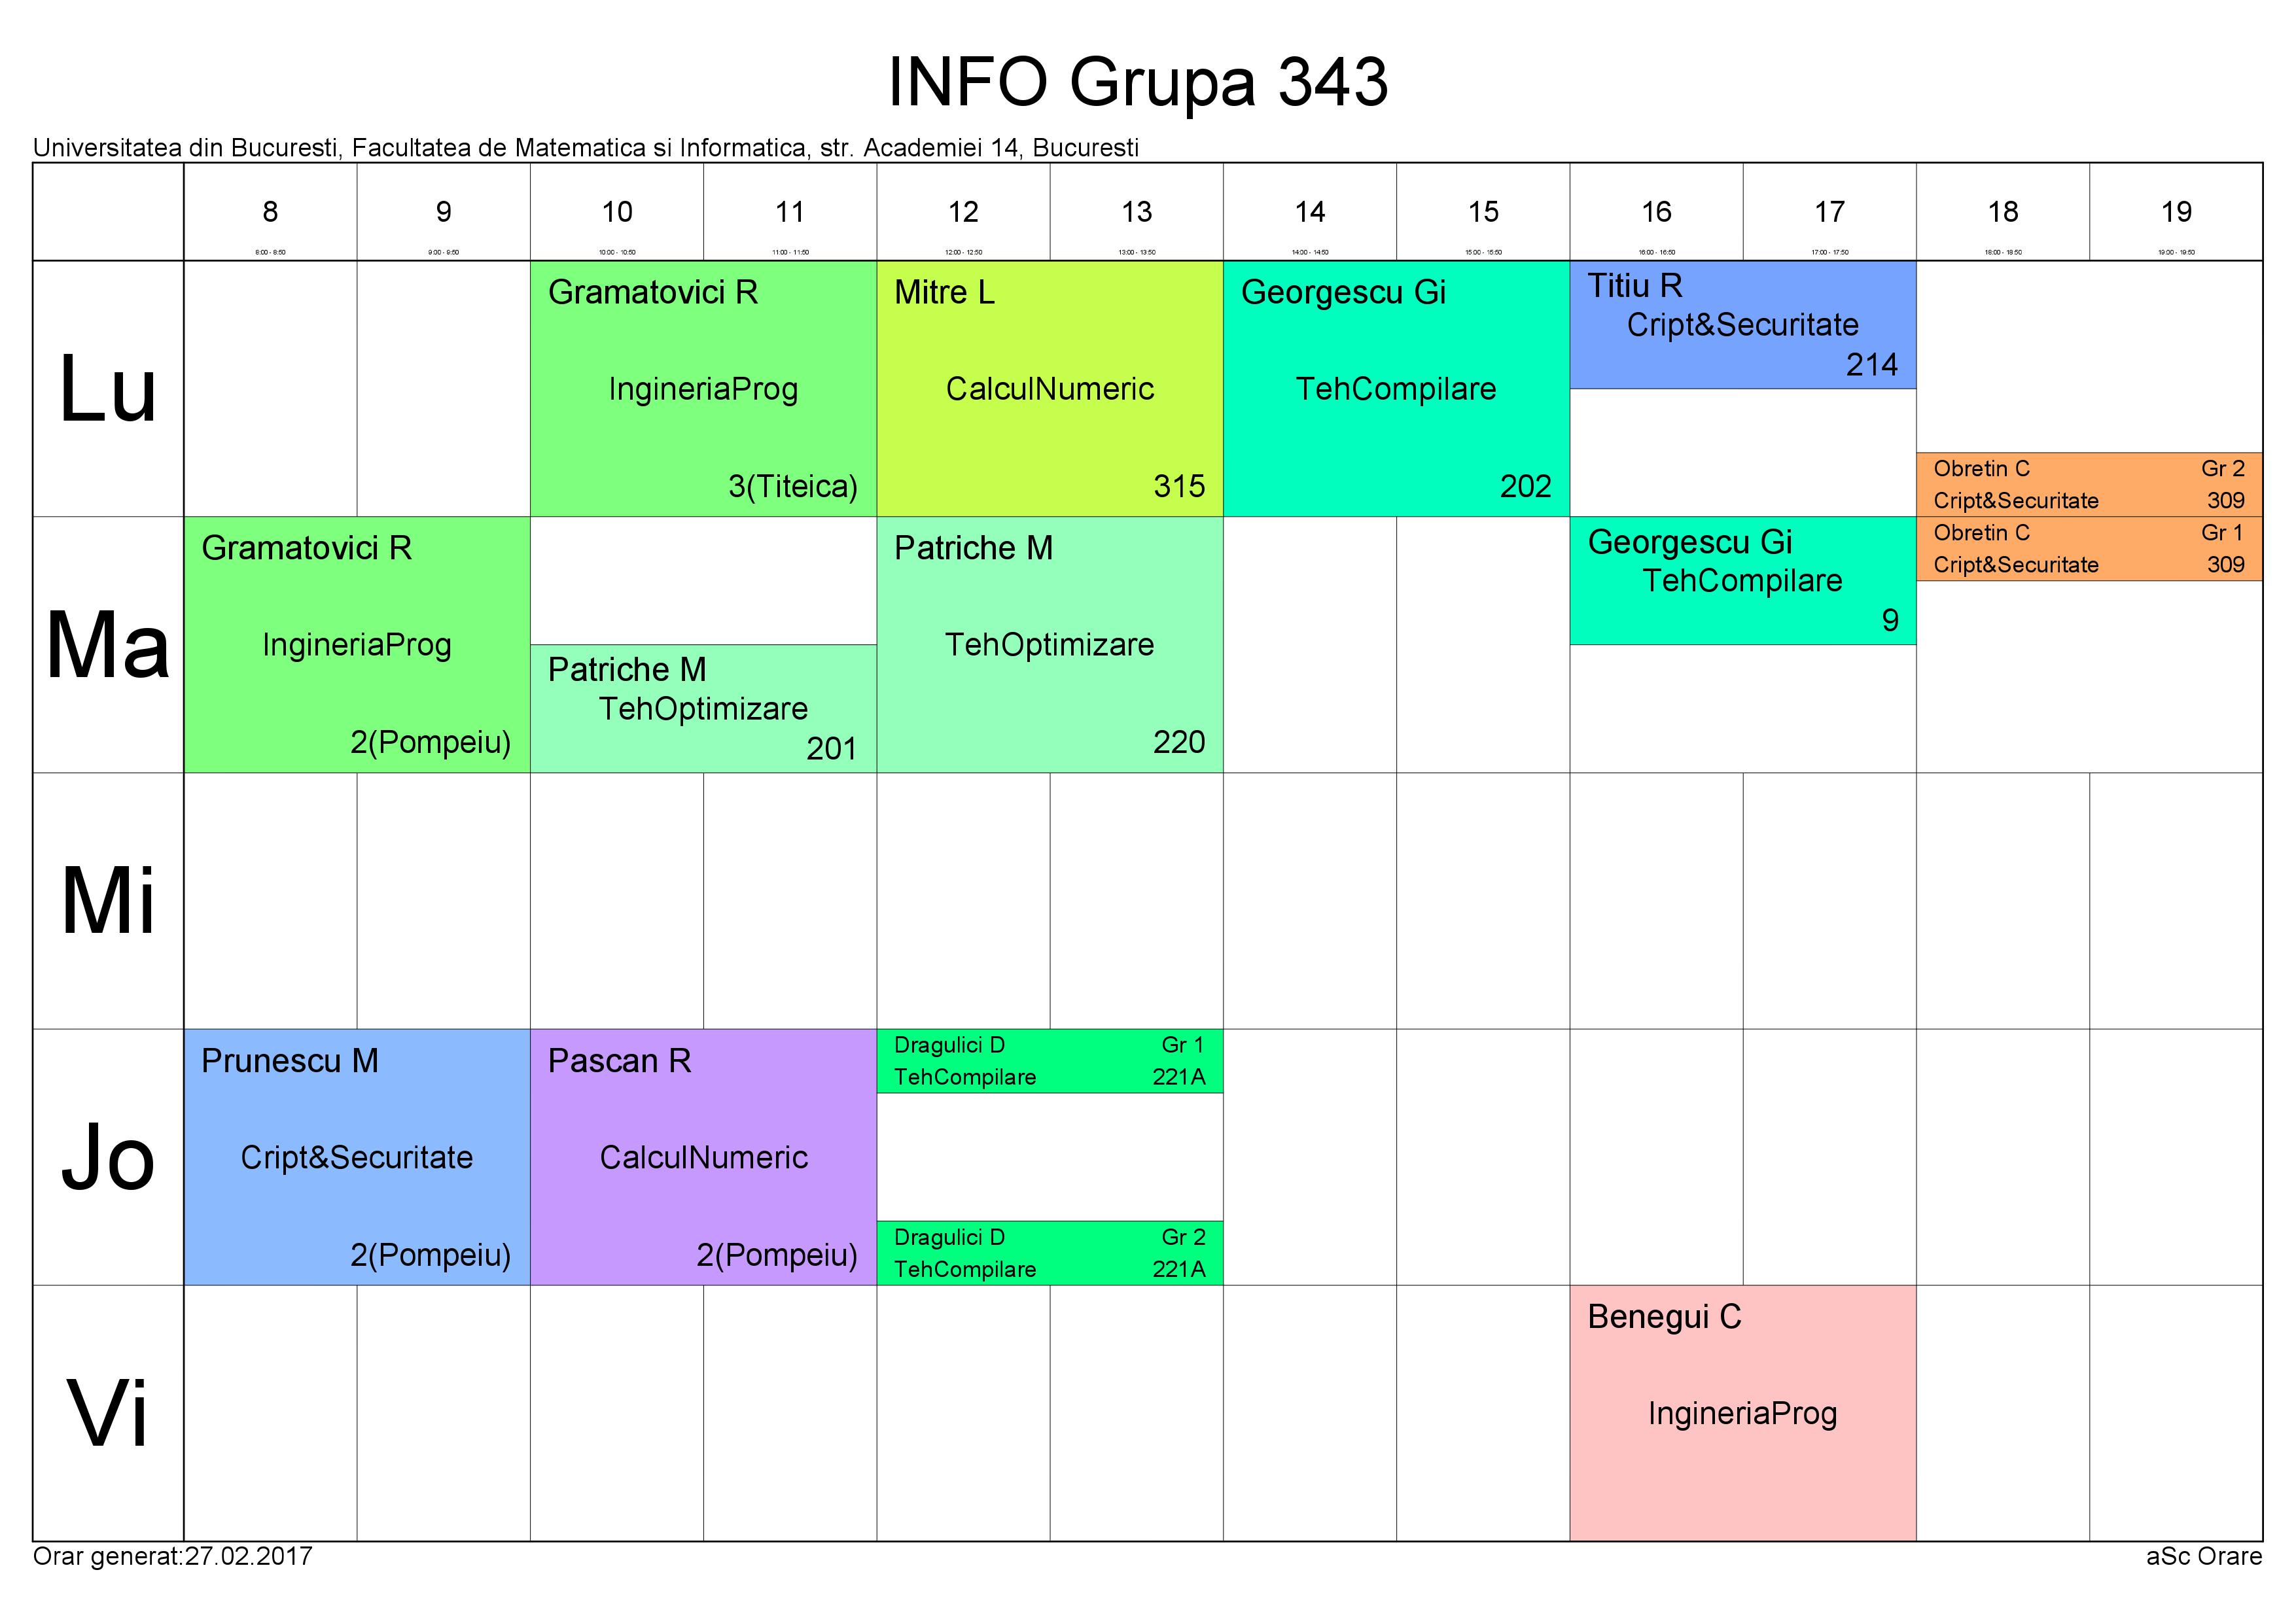 INFO Grupa 343
Universitatea din Bucuresti, Facultatea de Matematica si Informatica, str. Academiei 14, Bucuresti
8 9 10 11 12 13 14 15 16 17 18 19
8:00 - 8:50 9:00 - 9:50 10:00 - 10:50 11:00 - 11:50 12:00 - 12:50 13:00 - 13:50 14:00 - 14:50 15:00 - 15:50 16:00 - 16:50 17:00 - 17:50 18:00 - 18:50 19:00 - 19:50
Lu
Gramatovici R
IngineriaProg
3(Titeica)
Mitre L
CalculNumeric
315
Georgescu Gi
TehCompilare
202
Titiu R
Cript&Securitate
214
Obretin C Gr 2
Cript&Securitate 309
Ma
Gramatovici R
IngineriaProg
2(Pompeiu)
Patriche M
TehOptimizare
201
Patriche M
TehOptimizare
220
Georgescu Gi
TehCompilare
9
Obretin C Gr 1
Cript&Securitate 309
Mi
Jo
Prunescu M
Cript&Securitate
2(Pompeiu)
Pascan R
CalculNumeric
2(Pompeiu)
Dragulici D Gr 1
TehCompilare 221A
Dragulici D Gr 2
TehCompilare 221A
Vi
Benegui C
IngineriaProg
Orar generat:27.02.2017
aSc Orare